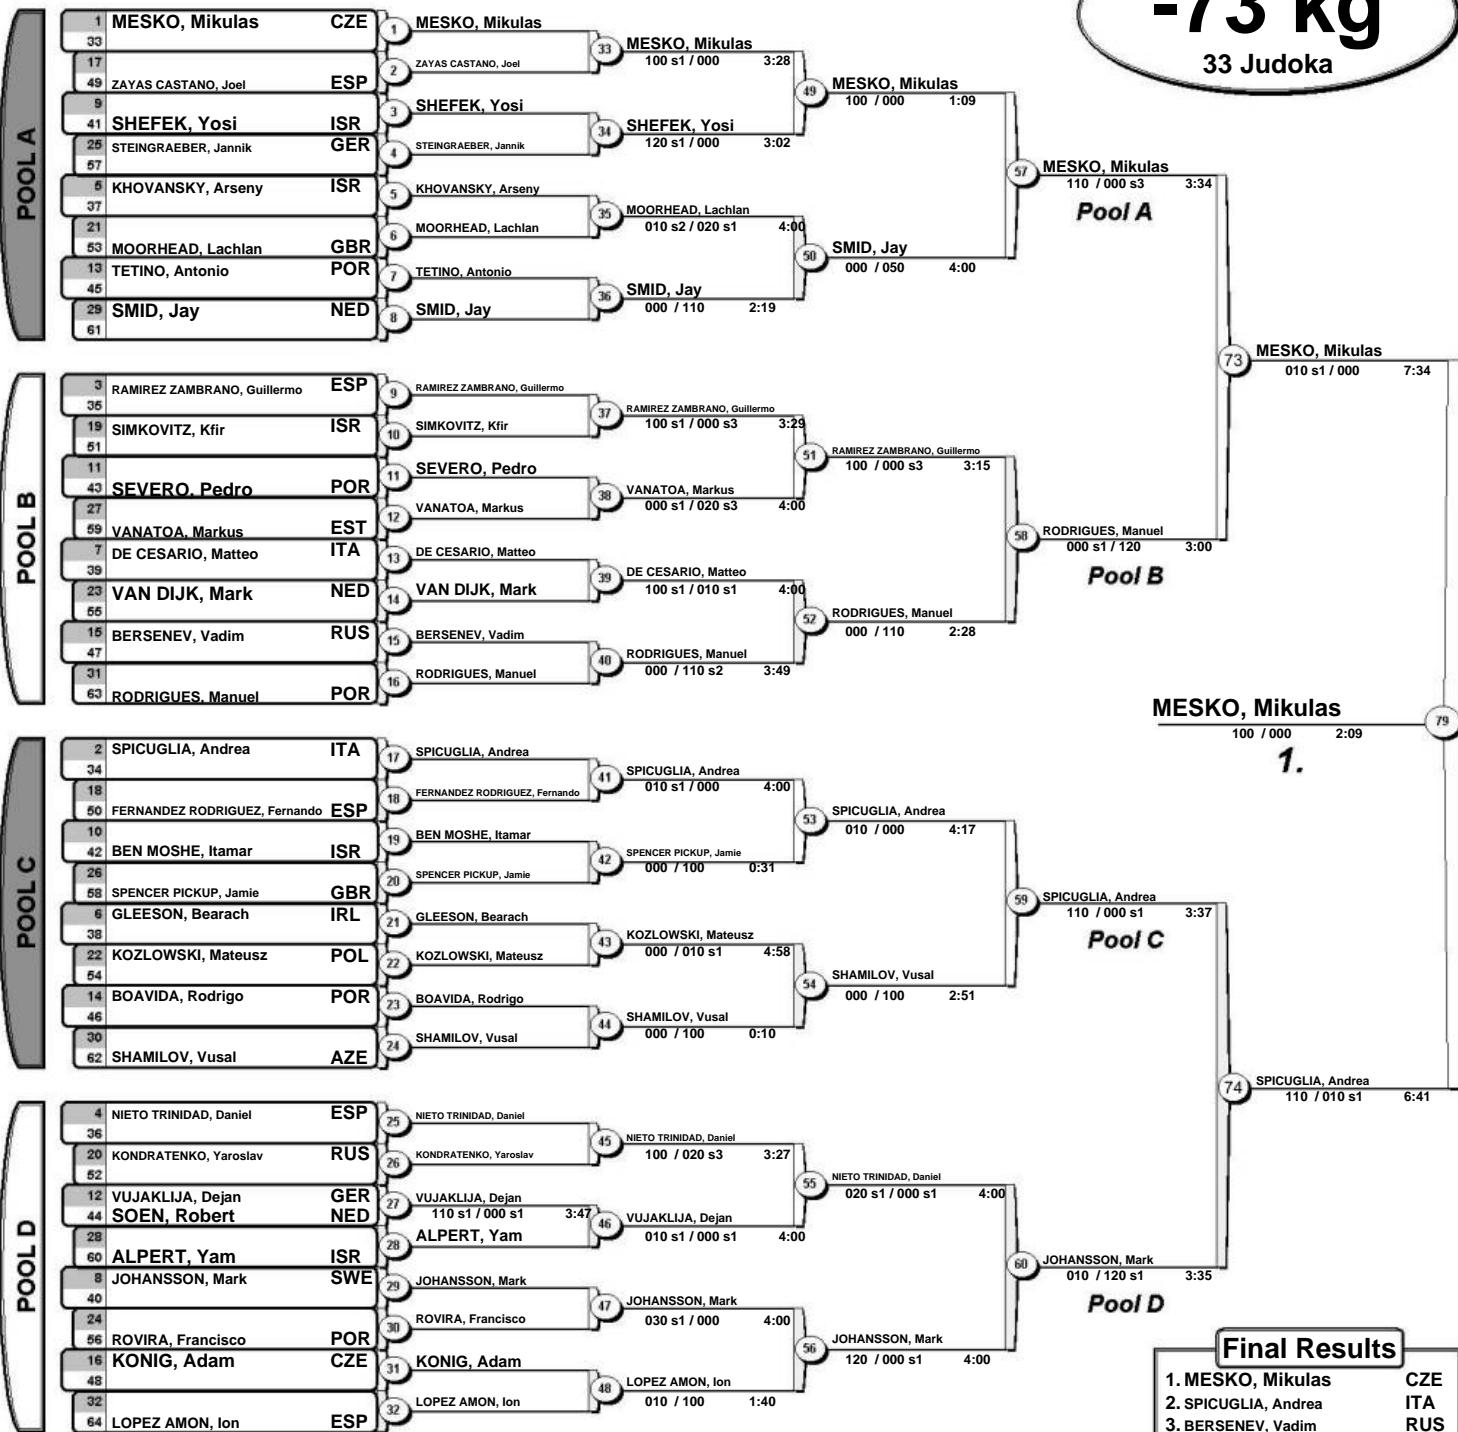 -73 kg
33 Judoka
POOL A
1 MESKO, Mikulas CZE
33
17
49 ZAYAS CASTANO, Joel ESP
9
41 SHEFEK, Yosi ISR
25 STEINGRAEBER, Jannik GER
57
5 KHOVANSKY, Arseny ISR
37
21
53 MOORHEAD, Lachlan GBR
13 TETINO, Antonio POR
45
29 SMID, Jay NED
61
1 MESKO, Mikulas
2 ZAYAS CASTANO, Joel
3 SHEFEK, Yosi
4 STEINGRAEBER, Jannik
5 KHOVANSKY, Arseny
6 MOORHEAD, Lachlan
7 TETINO, Antonio
8 SMID, Jay
33 MESKO, Mikulas
100 s1 / 000 3:28
34 SHEFEK, Yosi
120 s1 / 000 3:02
35 MOORHEAD, Lachlan
010 s2 / 020 s1 4:00
36 SMID, Jay
000 / 110 2:19
49 MESKO, Mikulas
100 / 000 1:09
50 SMID, Jay
000 / 050 4:00
57 MESKO, Mikulas
110 / 000 s3 3:34
Pool A
POOL B
3 RAMIREZ ZAMBRANO, Guillermo ESP
35
19 SIMKOVITZ, Kfir ISR
51
11
43 SEVERO, Pedro POR
27
59 VANATOA, Markus EST
7 DE CESARIO, Matteo ITA
39
23 VAN DIJK, Mark NED
55
15 BERSENEV, Vadim RUS
47
31
63 RODRIGUES, Manuel POR
9 RAMIREZ ZAMBRANO, Guillermo
10 SIMKOVITZ, Kfir
11 SEVERO, Pedro
12 VANATOA, Markus
13 DE CESARIO, Matteo
14 VAN DIJK, Mark
15 BERSENEV, Vadim
16 RODRIGUES, Manuel
37 RAMIREZ ZAMBRANO, Guillermo
100 s1 / 000 s3 3:29
38 VANATOA, Markus
000 s1 / 020 s3 4:00
39 DE CESARIO, Matteo
100 s1 / 010 s1 4:00
40 RODRIGUES, Manuel
000 / 110 s2 3:49
51 RAMIREZ ZAMBRANO, Guillermo
100 / 000 s3 3:15
52 RODRIGUES, Manuel
000 / 110 2:28
58 RODRIGUES, Manuel
000 s1 / 120 3:00
Pool B
73 MESKO, Mikulas
010 s1 / 000 7:34
MESKO, Mikulas 79
100 / 000 2:09
1.
POOL C
2 SPICUGLIA, Andrea ITA
34
18
50 FERNANDEZ RODRIGUEZ, Fernando ESP
10
42 BEN MOSHE, Itamar ISR
26
58 SPENCER PICKUP, Jamie GBR
6 GLEESON, Bearach IRL
38
22 KOZLOWSKI, Mateusz POL
54
14 BOAVIDA, Rodrigo POR
46
30
62 SHAMILOV, Vusal AZE
17 SPICUGLIA, Andrea
18 FERNANDEZ RODRIGUEZ, Fernando
19 BEN MOSHE, Itamar
20 SPENCER PICKUP, Jamie
21 GLEESON, Bearach
22 KOZLOWSKI, Mateusz
23 BOAVIDA, Rodrigo
24 SHAMILOV, Vusal
41 SPICUGLIA, Andrea
010 s1 / 000 4:00
42 SPENCER PICKUP, Jamie
000 / 100 0:31
43 KOZLOWSKI, Mateusz
000 / 010 s1 4:58
44 SHAMILOV, Vusal
000 / 100 0:10
53 SPICUGLIA, Andrea
010 / 000 4:17
54 SHAMILOV, Vusal
000 / 100 2:51
59 SPICUGLIA, Andrea
110 / 000 s1 3:37
Pool C
POOL D
4 NIETO TRINIDAD, Daniel ESP
36
20 KONDRATENKO, Yaroslav RUS
52
12 VUJAKLIJA, Dejan GER
44 SOEN, Robert NED
28
60 ALPERT, Yam ISR
8 JOHANSSON, Mark SWE
40
24
56 ROVIRA, Francisco POR
16 KONIG, Adam CZE
48
32
64 LOPEZ AMON, Ion ESP
25 NIETO TRINIDAD, Daniel
26 KONDRATENKO, Yaroslav
27 VUJAKLIJA, Dejan
110 s1 / 000 s1 3:47
28 ALPERT, Yam
29 JOHANSSON, Mark
30 ROVIRA, Francisco
31 KONIG, Adam
32 LOPEZ AMON, Ion
45 NIETO TRINIDAD, Daniel
100 / 020 s3 3:27
46 VUJAKLIJA, Dejan
010 s1 / 000 s1 4:00
47 JOHANSSON, Mark
030 s1 / 000 4:00
48 LOPEZ AMON, Ion
010 / 100 1:40
55 NIETO TRINIDAD, Daniel
020 s1 / 000 s1 4:00
56 JOHANSSON, Mark
120 / 000 s1 4:00
60 JOHANSSON, Mark
010 / 120 s1 3:35
Pool D
74 SPICUGLIA, Andrea
110 / 010 s1 6:41
Final Results
1. MESKO, Mikulas CZE
2. SPICUGLIA, Andrea ITA
3. BERSENEV, Vadim RUS